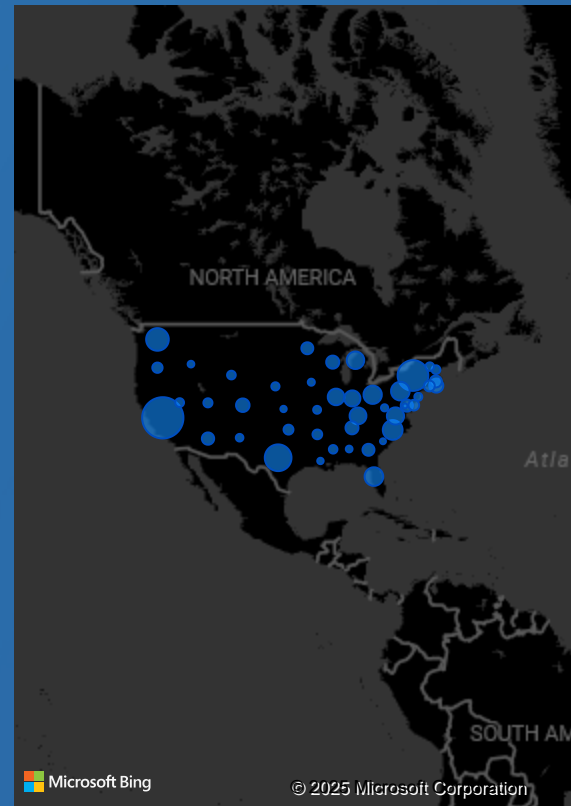 NORTH AMERICA
Atla
SOUTH AM
Microsoft Bing
© 2025 Microsoft Corporation